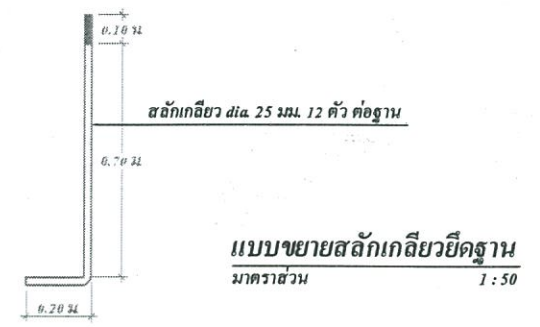 0.10 ม.
สลักเกลียว dia. 25 มม. 12 ตัว ต่อฐาน
0.70 ม.
แบบขยายสลักเกลียวยึดฐาน
มาตราส่วน 1 : 50
0.20 ม.